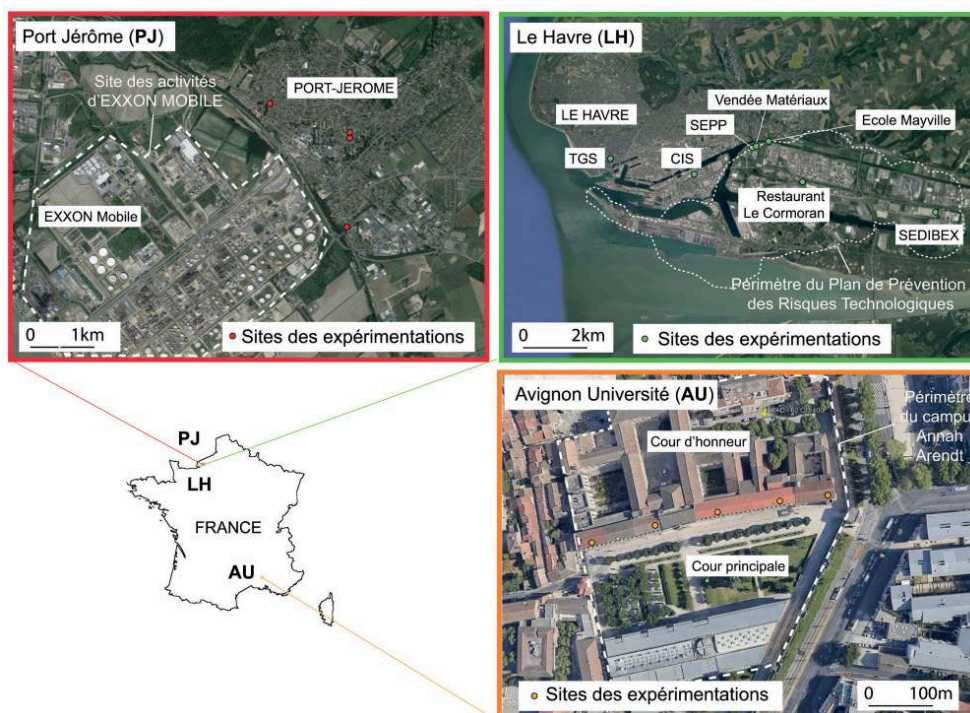 Port Jérôme (PJ)
Site des activités
d'EXXON MOBILE
PORT-JEROME
EXXON Mobile
0 1km
Sites des expérimentations
Le Havre (LH)
Vendée Matériaux
LE HAVRE
SEPP
Ecole Mayville
TGS
CIS
Restaurant
Le Cormoran
SEDIBEX
Périmètre du Plan de Prévention
des Risques Technologiques
0 2km
Sites des expérimentations
PJ
LH
FRANCE
AU
Avignon Université (AU)
Périmètre
du campu
Annah
Arendt
Cour d'honneur
Cour principale
Sites des expérimentations
0 100m